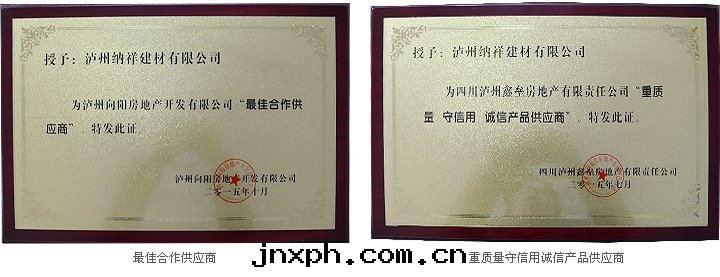 授予：泸州纳祥建材有限公司
为泸州向阳房地产开发有限公司“最佳合作供
应商”　特发此证。
泸州向阳房地产开发有限公司
二〇一五年十月
最佳合作供应商
授予：泸州纳祥建材有限公司
为四川泸州鑫垒房地产有限责任公司“重质
量 守信用 诚信产品供应商”。特发此证。
四川泸州鑫垒房地产有限责任公司
二〇一五年七月
重质量守信用诚信产品供应商
jnxph.com.cn